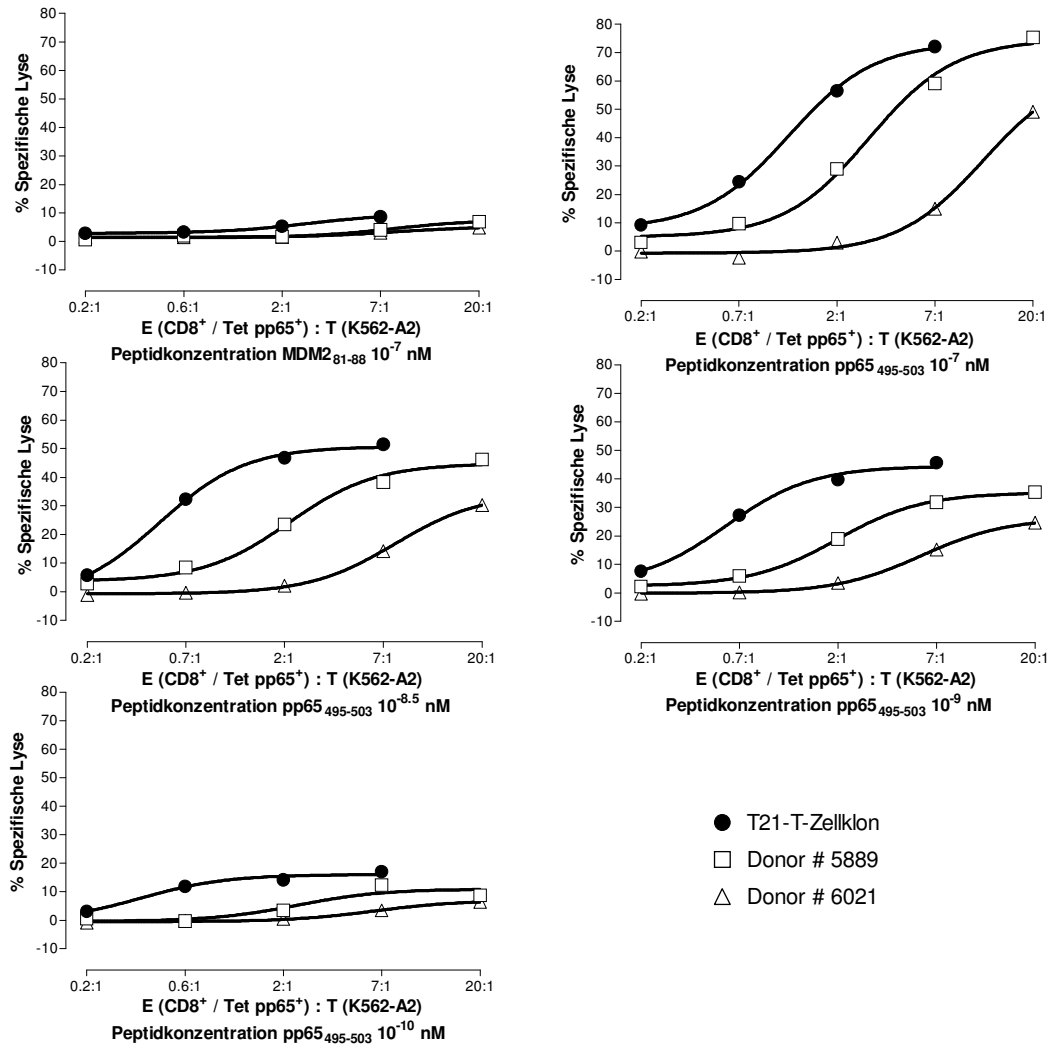 % Spezifische Lyse
80
70
60
50
40
30
20
10
0
-10
0.2:1 0.6:1 2:1 7:1 20:1
E (CD8⁺ / Tet pp65⁺) : T (K562-A2)
Peptidkonzentration MDM2₈₁₋₈₈ 10⁻⁷ nM
% Spezifische Lyse
80
70
60
50
40
30
20
10
0
-10
0.2:1 0.7:1 2:1 7:1 20:1
E (CD8⁺ / Tet pp65⁺) : T (K562-A2)
Peptidkonzentration pp65₄₉₅₋₅₀₃ 10⁻⁷ nM
% Spezifische Lyse
80
70
60
50
40
30
20
10
0
-10
0.2:1 0.7:1 2:1 7:1 20:1
E (CD8⁺ / Tet pp65⁺) : T (K562-A2)
Peptidkonzentration pp65₄₉₅₋₅₀₃ 10⁻⁸·⁵ nM
% Spezifische Lyse
80
70
60
50
40
30
20
10
0
-10
0.2:1 0.7:1 2:1 7:1 20:1
E (CD8⁺ / Tet pp65⁺) : T (K562-A2)
Peptidkonzentration pp65₄₉₅₋₅₀₃ 10⁻⁹ nM
% Spezifische Lyse
80
70
60
50
40
30
20
10
0
-10
0.2:1 0.6:1 2:1 7:1 20:1
E (CD8⁺ / Tet pp65⁺) : T (K562-A2)
Peptidkonzentration pp65₄₉₅₋₅₀₃ 10⁻¹⁰ nM
T21-T-Zellklon
Donor # 5889
Donor # 6021